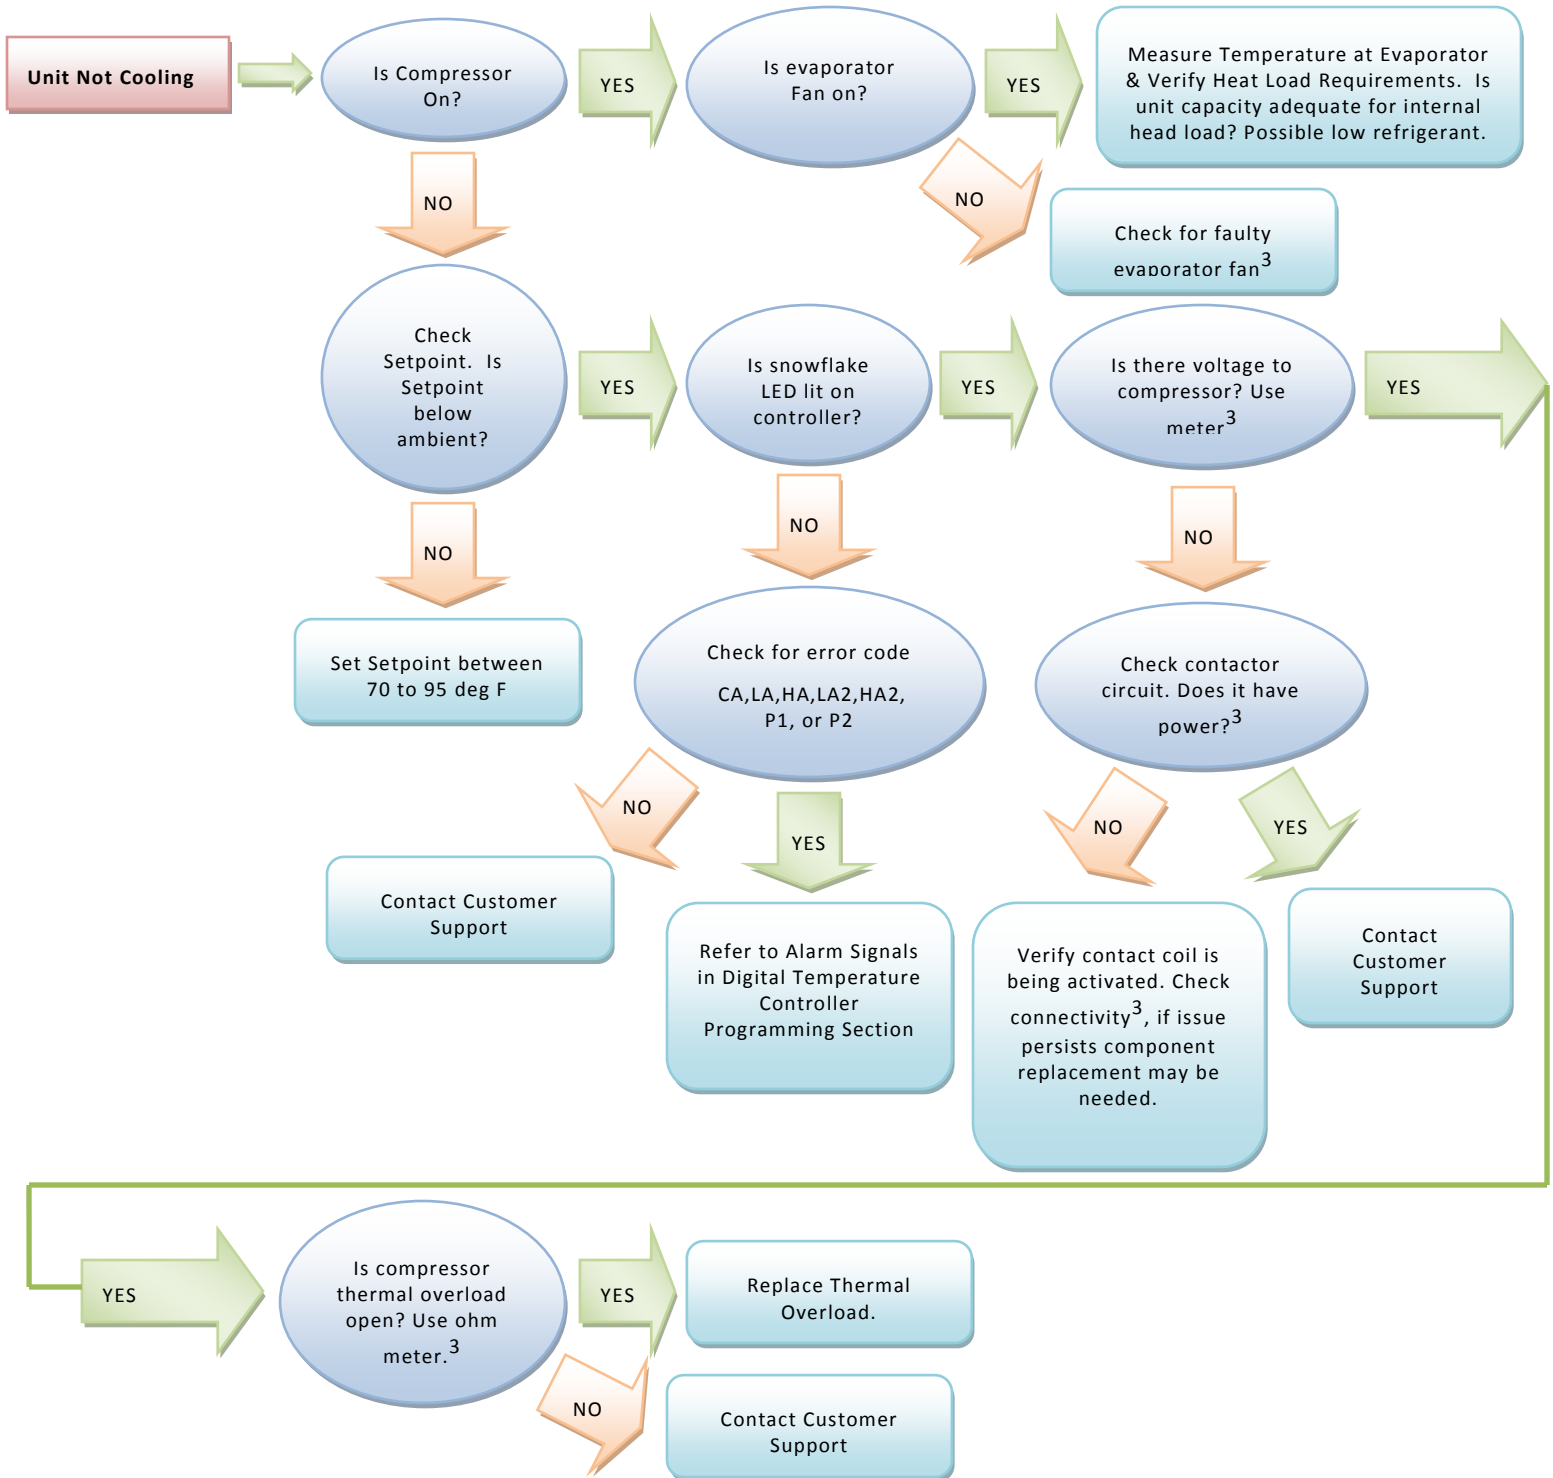 Unit Not Cooling
Is Compressor
On?
YES
Is evaporator
Fan on?
YES
Measure Temperature at Evaporator
& Verify Heat Load Requirements.  Is
unit capacity adequate for internal
head load? Possible low refrigerant.
NO
NO
Check for faulty
evaporator fan3
Check
Setpoint.  Is
Setpoint
below
ambient?
YES
Is snowflake
LED lit on
controller?
YES
Is there voltage to
compressor? Use
meter3
YES
NO
NO
NO
Set Setpoint between
70 to 95 deg F
Check for error code
CA,LA,HA,LA2,HA2,
P1, or P2
Check contactor
circuit. Does it have
power?3
NO
YES
NO
YES
Contact Customer
Support
Refer to Alarm Signals
in Digital Temperature
Controller
Programming Section
Verify contact coil is
being activated. Check
connectivity3, if issue
persists component
replacement may be
needed.
Contact
Customer
Support
YES
Is compressor
thermal overload
open? Use ohm
meter.3
YES
Replace Thermal
Overload.
NO
Contact Customer
Support